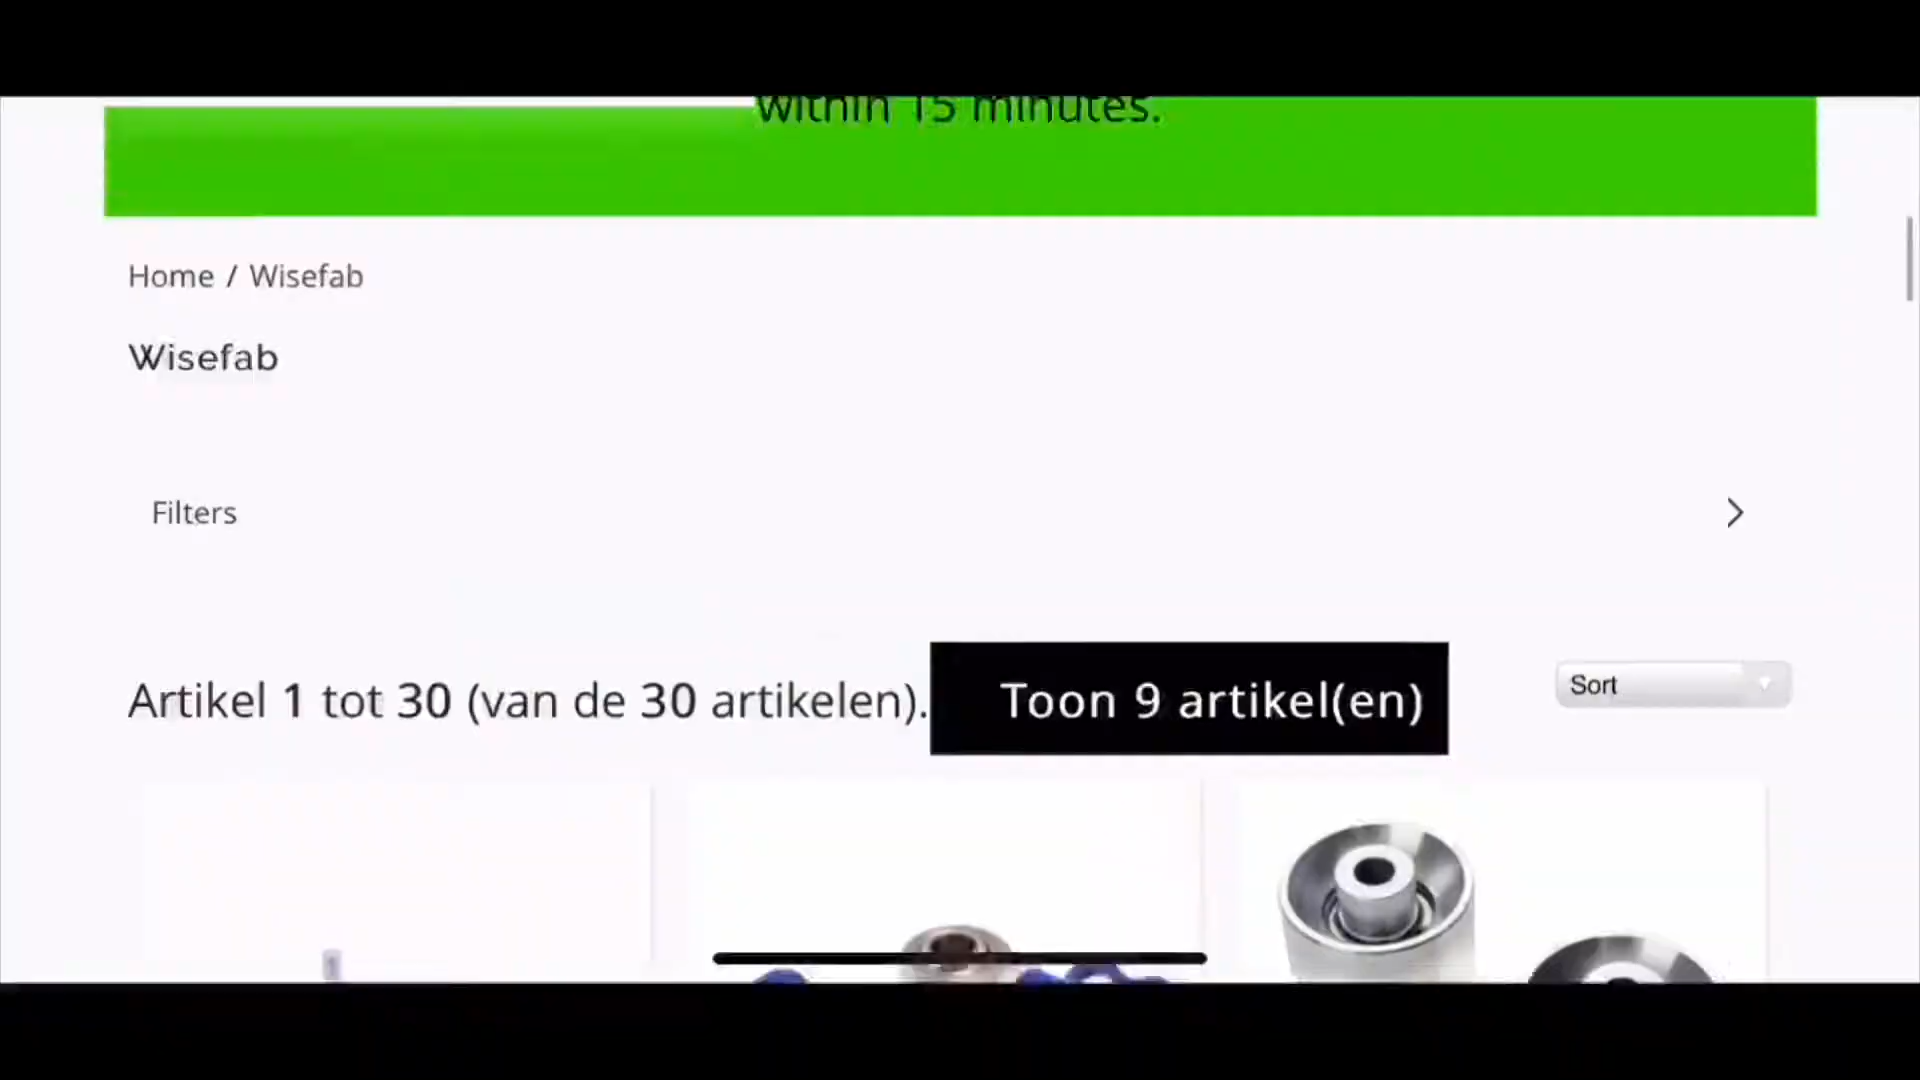 within 15 minutes.
Home / Wisefab
Wisefab
Filters
Artikel 1 tot 30 (van de 30 artikelen).
Toon 9 artikel(en)
Sort